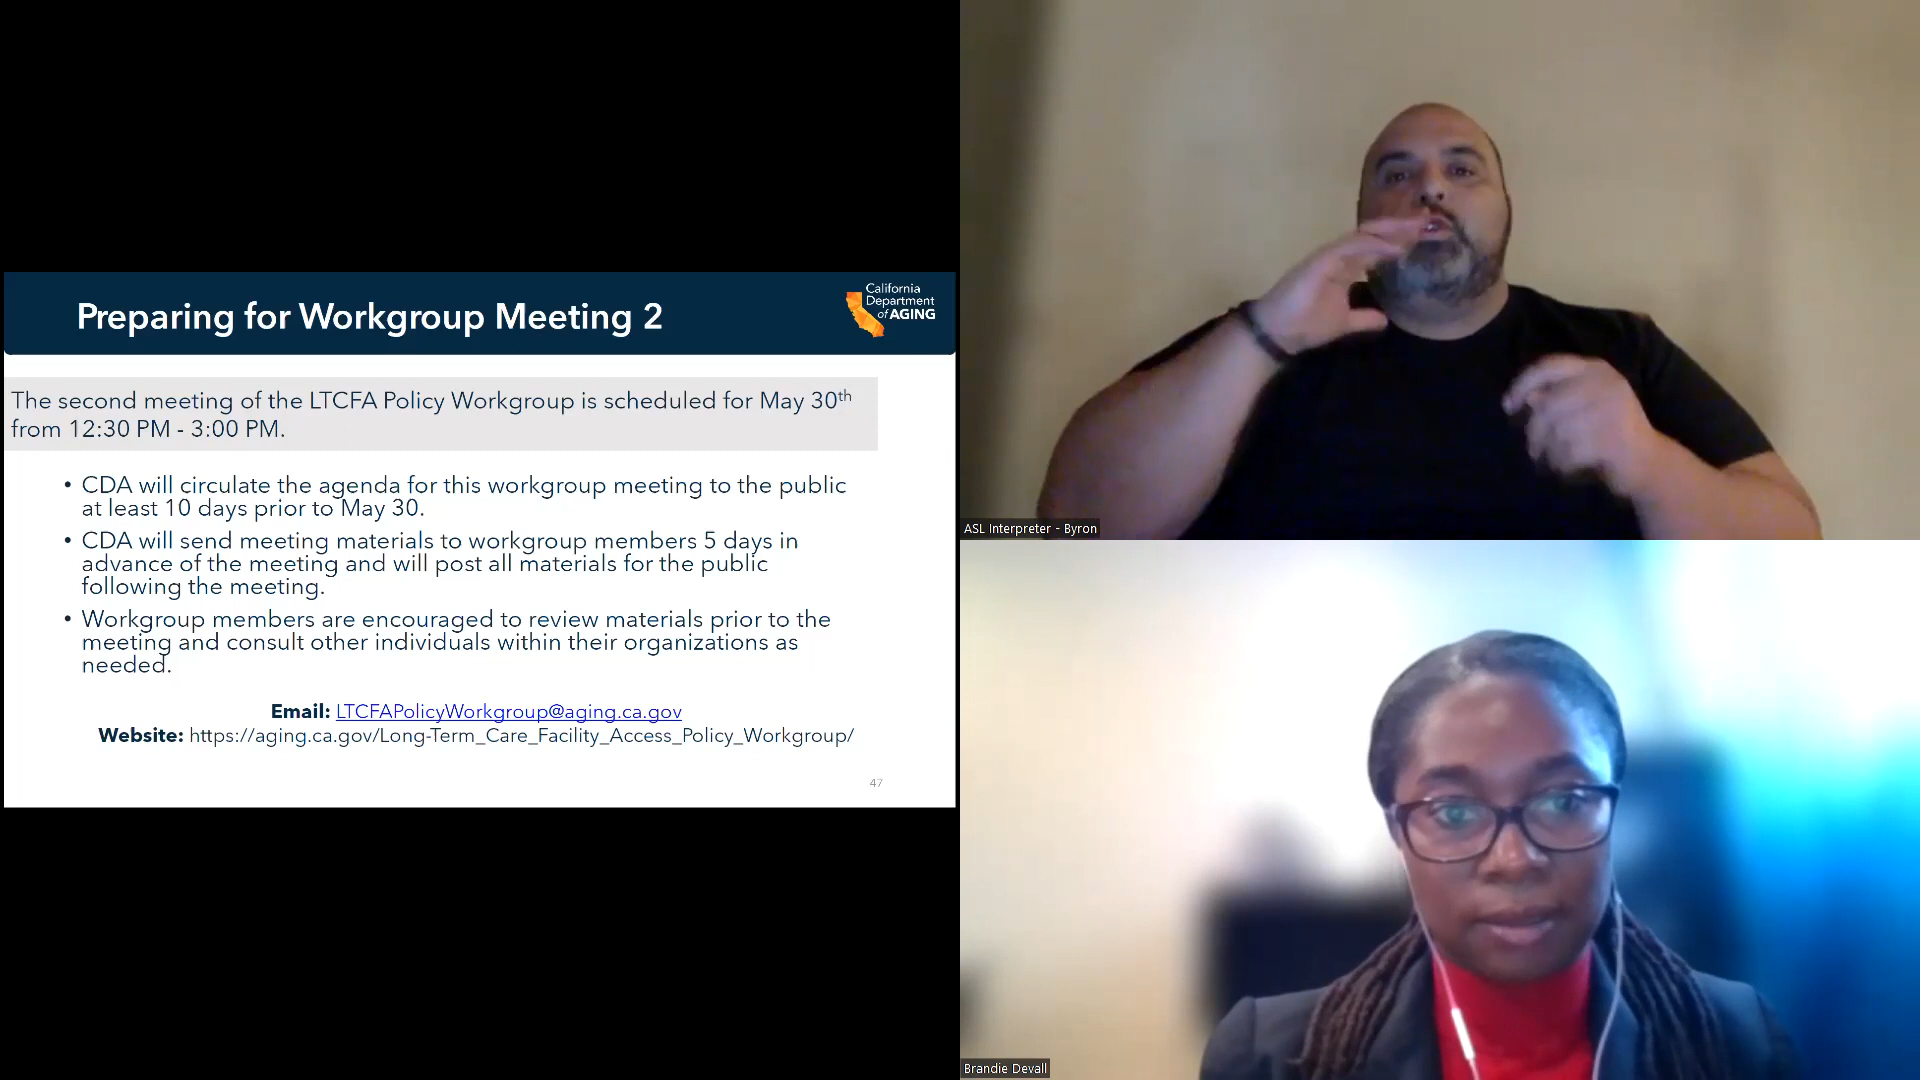 Preparing for Workgroup Meeting 2
California
Department
of AGING
The second meeting of the LTCFA Policy Workgroup is scheduled for May 30th
from 12:30 PM - 3:00 PM.
• CDA will circulate the agenda for this workgroup meeting to the public
at least 10 days prior to May 30.
• CDA will send meeting materials to workgroup members 5 days in
advance of the meeting and will post all materials for the public
following the meeting.
• Workgroup members are encouraged to review materials prior to the
meeting and consult other individuals within their organizations as
needed.
Email: LTCFAPolicyWorkgroup@aging.ca.gov
Website: https://aging.ca.gov/Long-Term_Care_Facility_Access_Policy_Workgroup/
47
ASL Interpreter - Byron
Brandie Devall